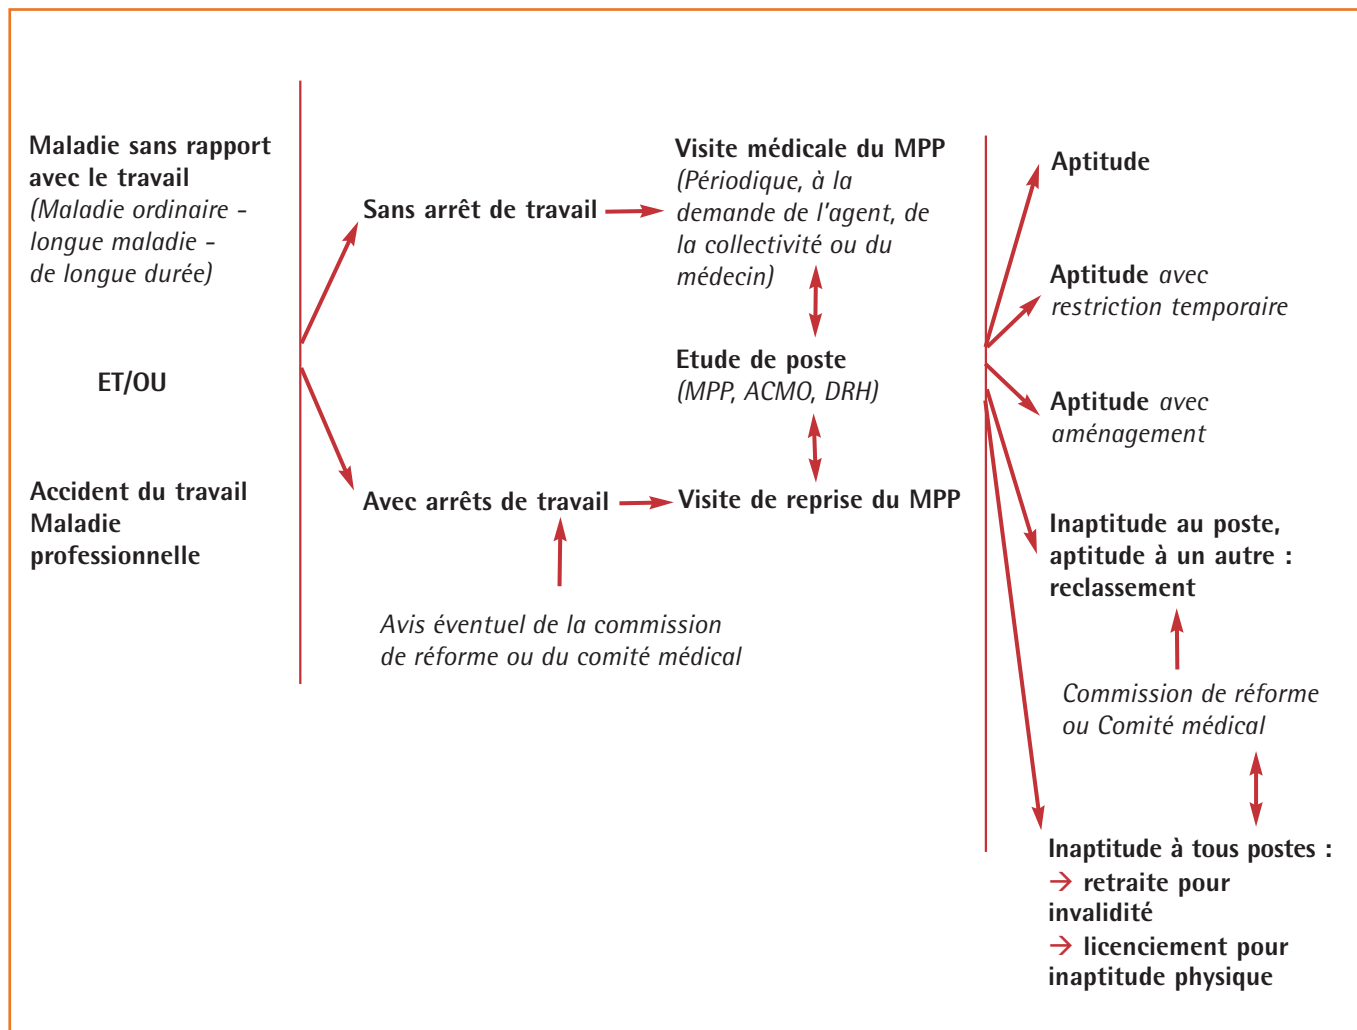 Maladie sans rapport
avec le travail
(Maladie ordinaire -
longue maladie -
de longue durée)
ET/OU
Accident du travail
Maladie
professionnelle
Sans arrêt de travail
Avec arrêts de travail
Avis éventuel de la commission
de réforme ou du comité médical
Visite médicale du MPP
(Périodique, à la
demande de l'agent, de
la collectivité ou du
médecin)
Etude de poste
(MPP, ACMO, DRH)
Visite de reprise du MPP
Aptitude
Aptitude avec
restriction temporaire
Aptitude avec
aménagement
Inaptitude au poste,
aptitude à un autre :
reclassement
Commission de réforme
ou Comité médical
Inaptitude à tous postes :
→ retraite pour
invalidité
→ licenciement pour
inaptitude physique